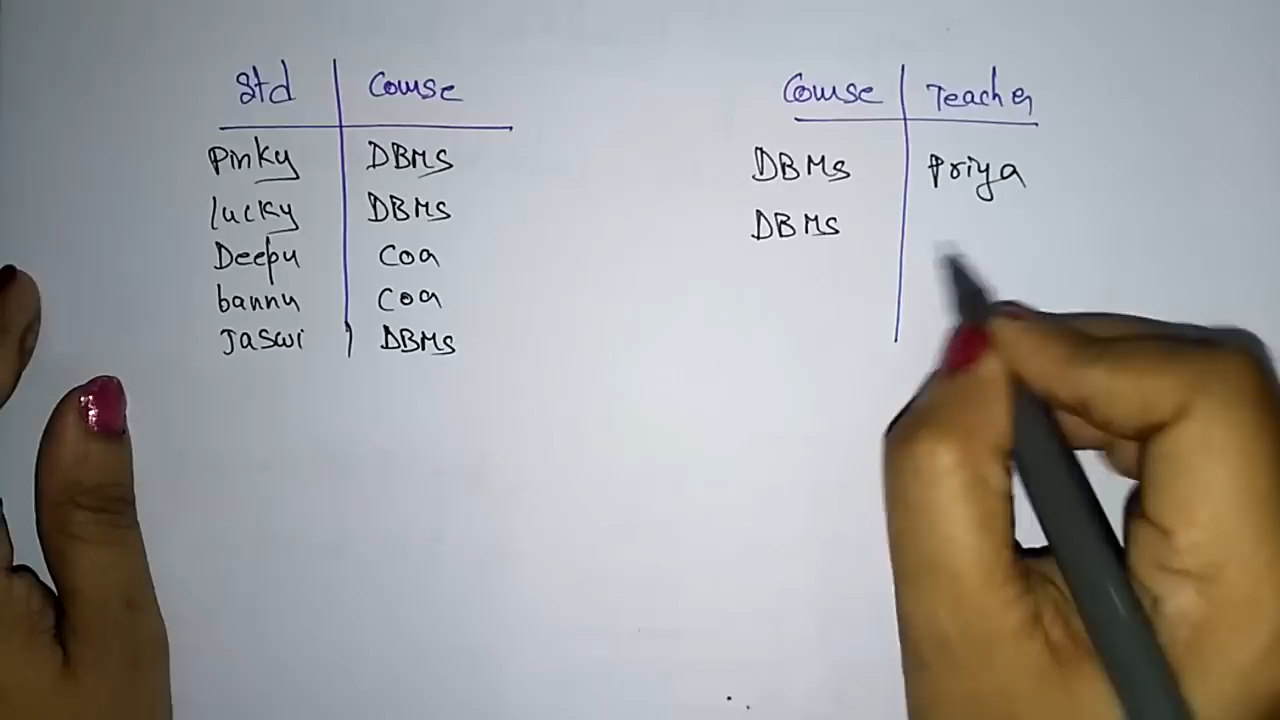 Std Course
Pinky DBMS
lucky DBMS
Deepu Coa
bannu Coa
Jaswi DBMS
Course Teacher
DBMS Priya
DBMS